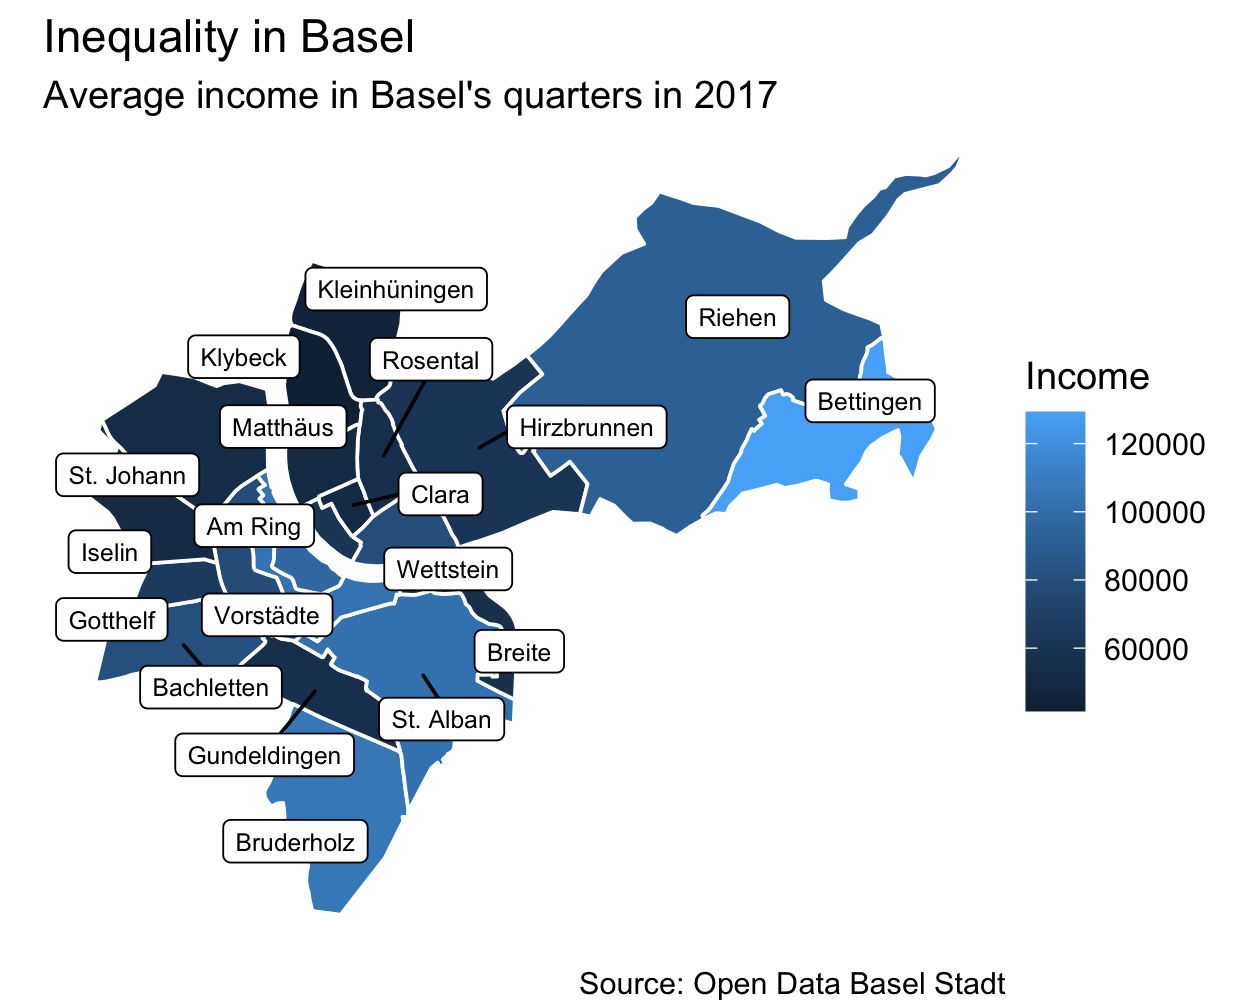 Inequality in Basel
Average income in Basel's quarters in 2017
Kleinhüningen
Riehen
Klybeck
Rosental
Income
Bettingen
Matthäus
Hirzbrunnen
120000
St. Johann
Clara
100000
Am Ring
Iselin
Wettstein
80000
Gotthelf
Vorstädte
Breite
60000
Bachletten
St. Alban
Gundeldingen
Bruderholz
Source: Open Data Basel Stadt